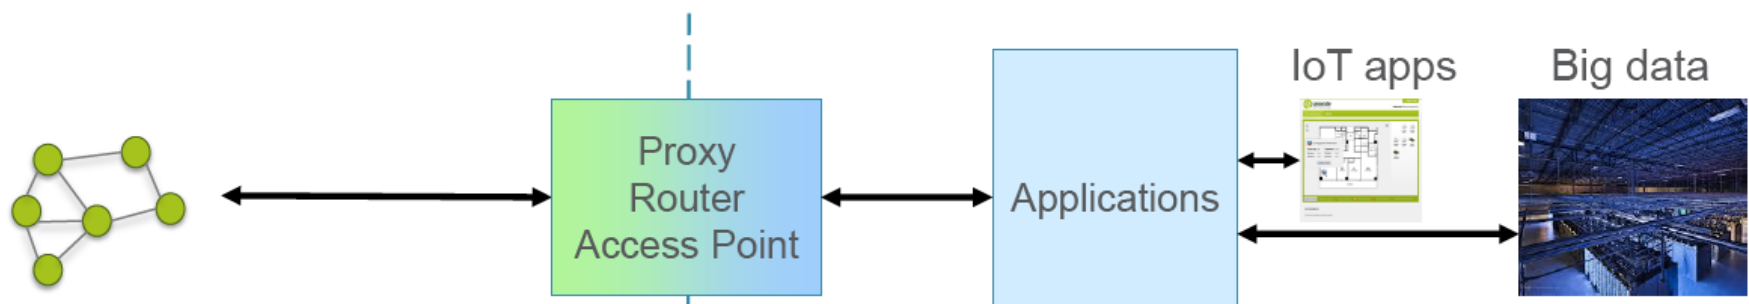 Proxy
Router
Access Point
Applications
IoT apps
Big data